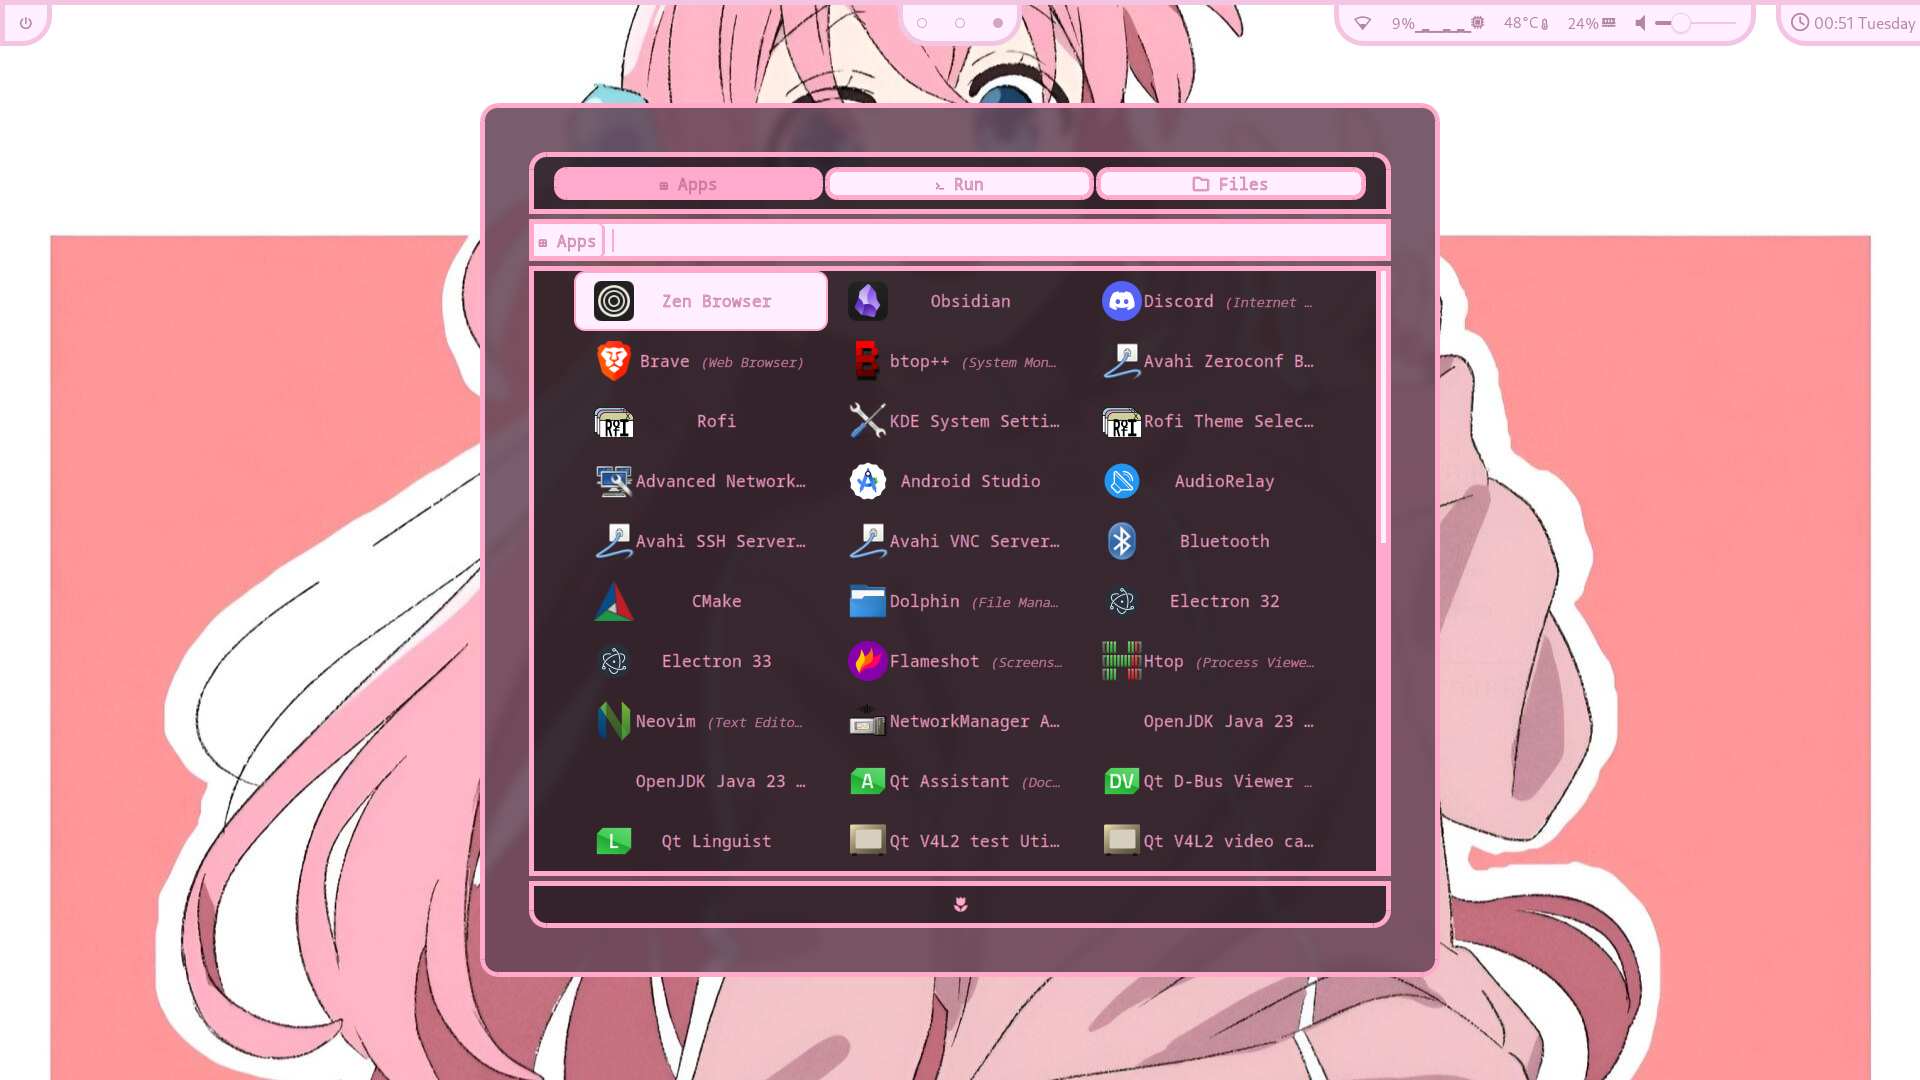 9% 48°C 24% 00:51 Tuesday
Apps Run Files
Apps
Zen Browser Obsidian Discord (Internet …
Brave (Web Browser) btop++ (System Mon… Avahi Zeroconf B…
Rofi KDE System Setti… Rofi Theme Selec…
Advanced Network… Android Studio AudioRelay
Avahi SSH Server… Avahi VNC Server… Bluetooth
CMake Dolphin (File Mana… Electron 32
Electron 33 Flameshot (Screens… Htop (Process Viewe…
Neovim (Text Edito… NetworkManager A… OpenJDK Java 23 …
OpenJDK Java 23 … Qt Assistant (Doc… Qt D-Bus Viewer …
Qt Linguist Qt V4L2 test Uti… Qt V4L2 video ca…